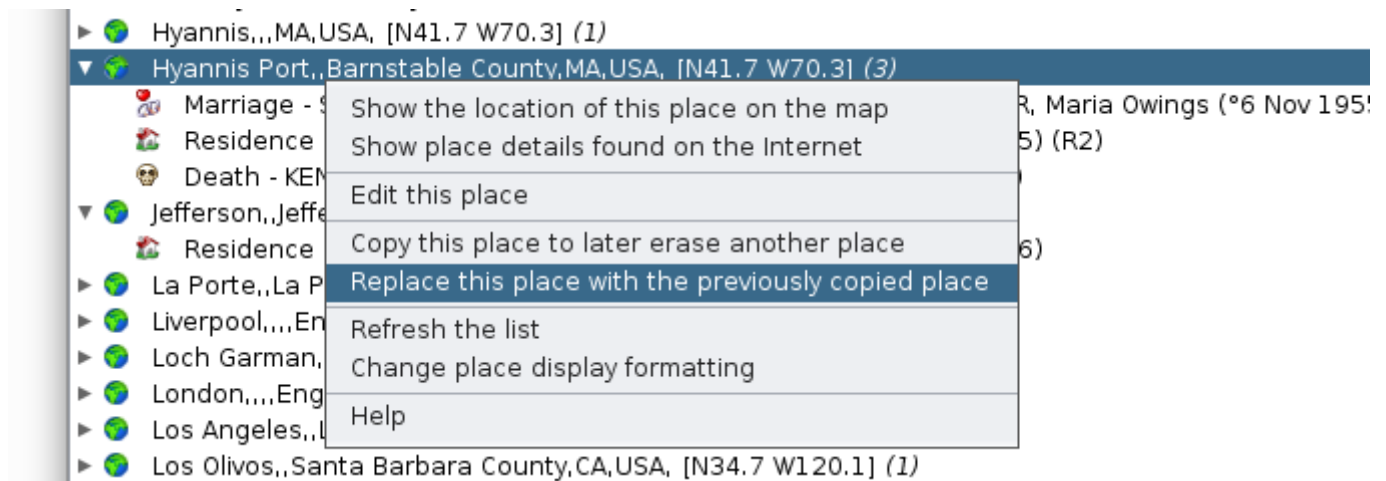 Hyannis,,,MA,USA, [N41.7 W70.3] (1)
Hyannis Port,,Barnstable County,MA,USA, [N41.7 W70.3] (3)
Marriage - R, Maria Owings (°6 Nov 195
Show the location of this place on the map
Residence 5) (R2)
Show place details found on the Internet
Death - KEN
Edit this place
Jefferson,,Jeffe
Copy this place to later erase another place
Residence 6)
Replace this place with the previously copied place
La Porte,,La P
Liverpool,,,,En
Refresh the list
Loch Garman,
Change place display formatting
London,,,,Eng
Help
Los Angeles,,L
Los Olivos,,Santa Barbara County,CA,USA, [N34.7 W120.1] (1)